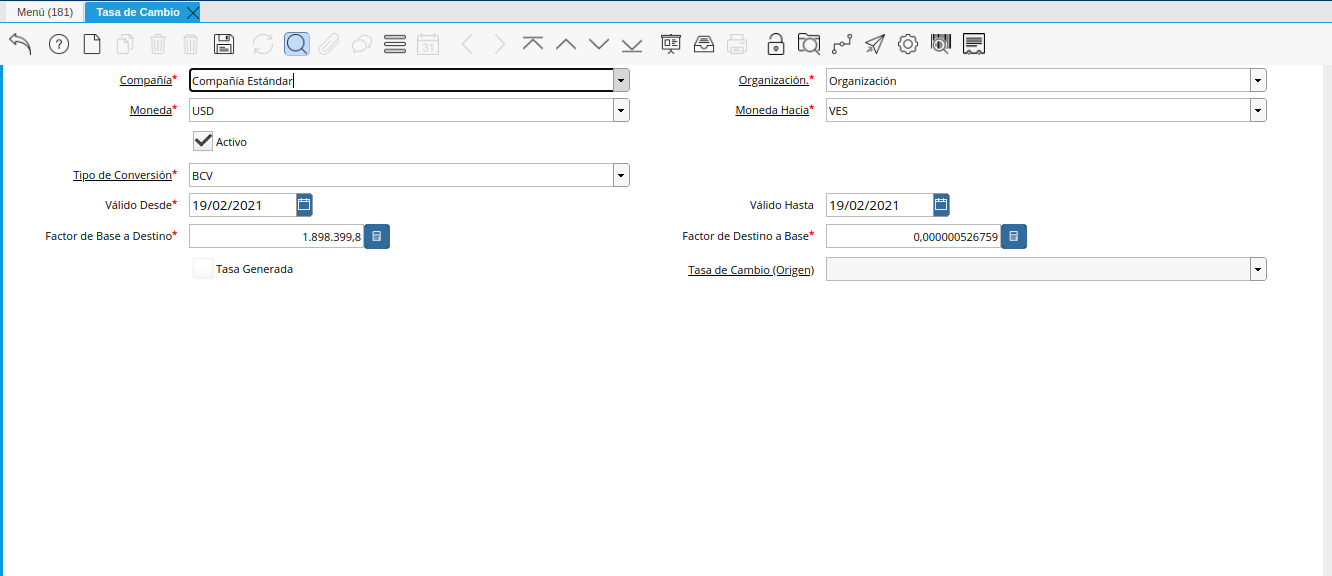 Menú (181) Tasa de Cambio
31
Compañía* Compañía Estándar Organización.* Organización
Moneda* USD Moneda Hacia* VES
Activo
Tipo de Conversión* BCV
Válido Desde* 19/02/2021 Válido Hasta 19/02/2021
Factor de Base a Destino* 1.898.399,8 Factor de Destino a Base* 0,000000526759
Tasa Generada Tasa de Cambio (Origen)